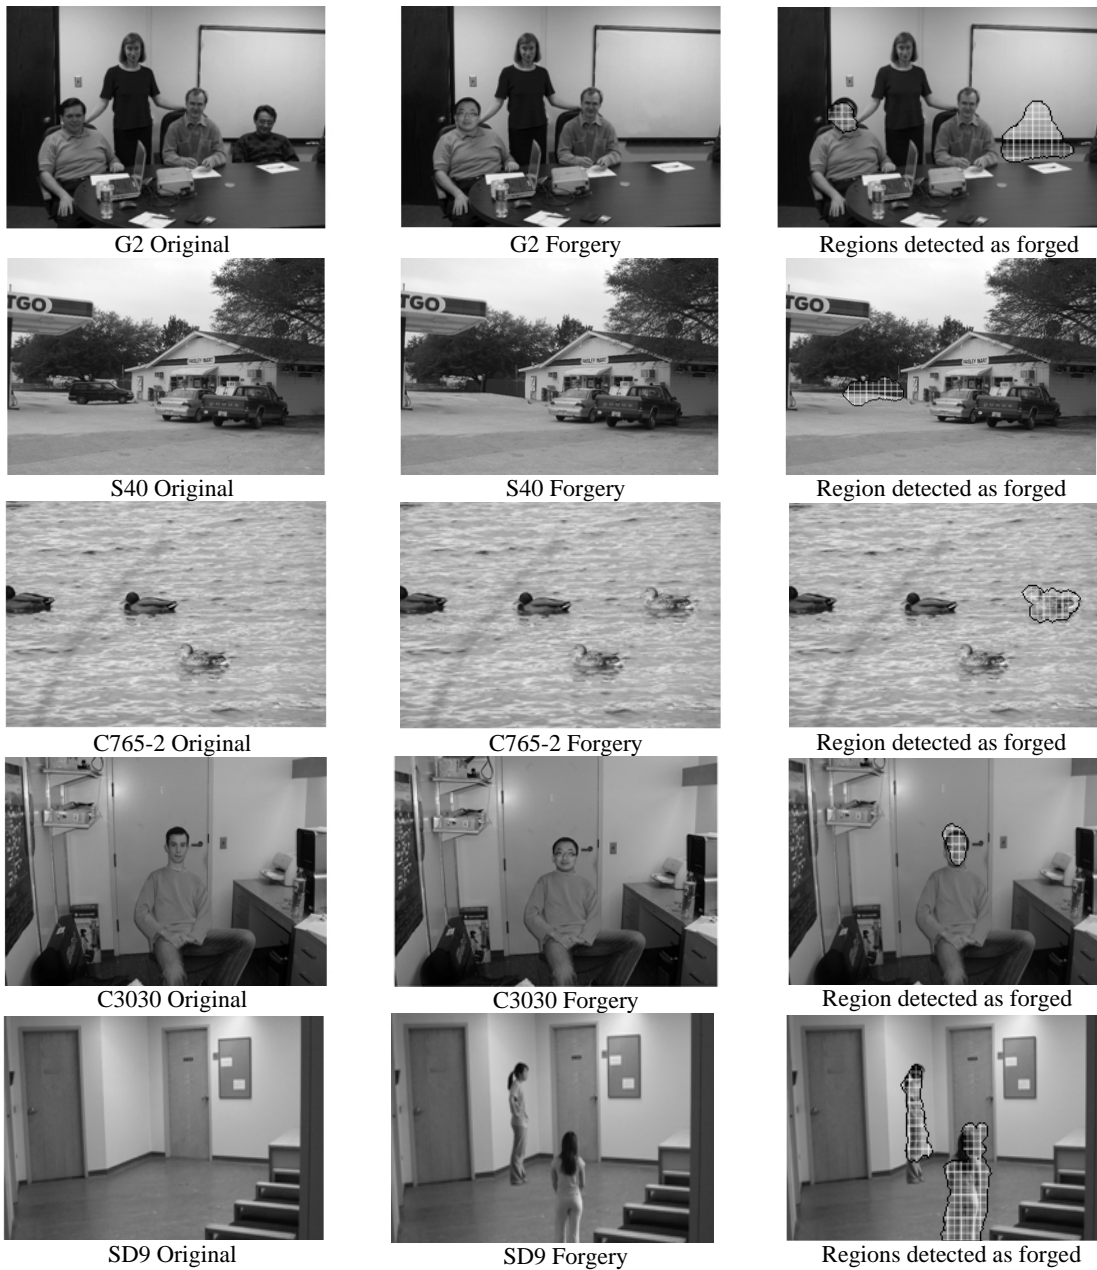 G2 Original
G2 Forgery
Regions detected as forged
TGO
TGO
TGO
S40 Original
S40 Forgery
Region detected as forged
C765-2 Original
C765-2 Forgery
Region detected as forged
C3030 Original
C3030 Forgery
Region detected as forged
SD9 Original
SD9 Forgery
Regions detected as forged